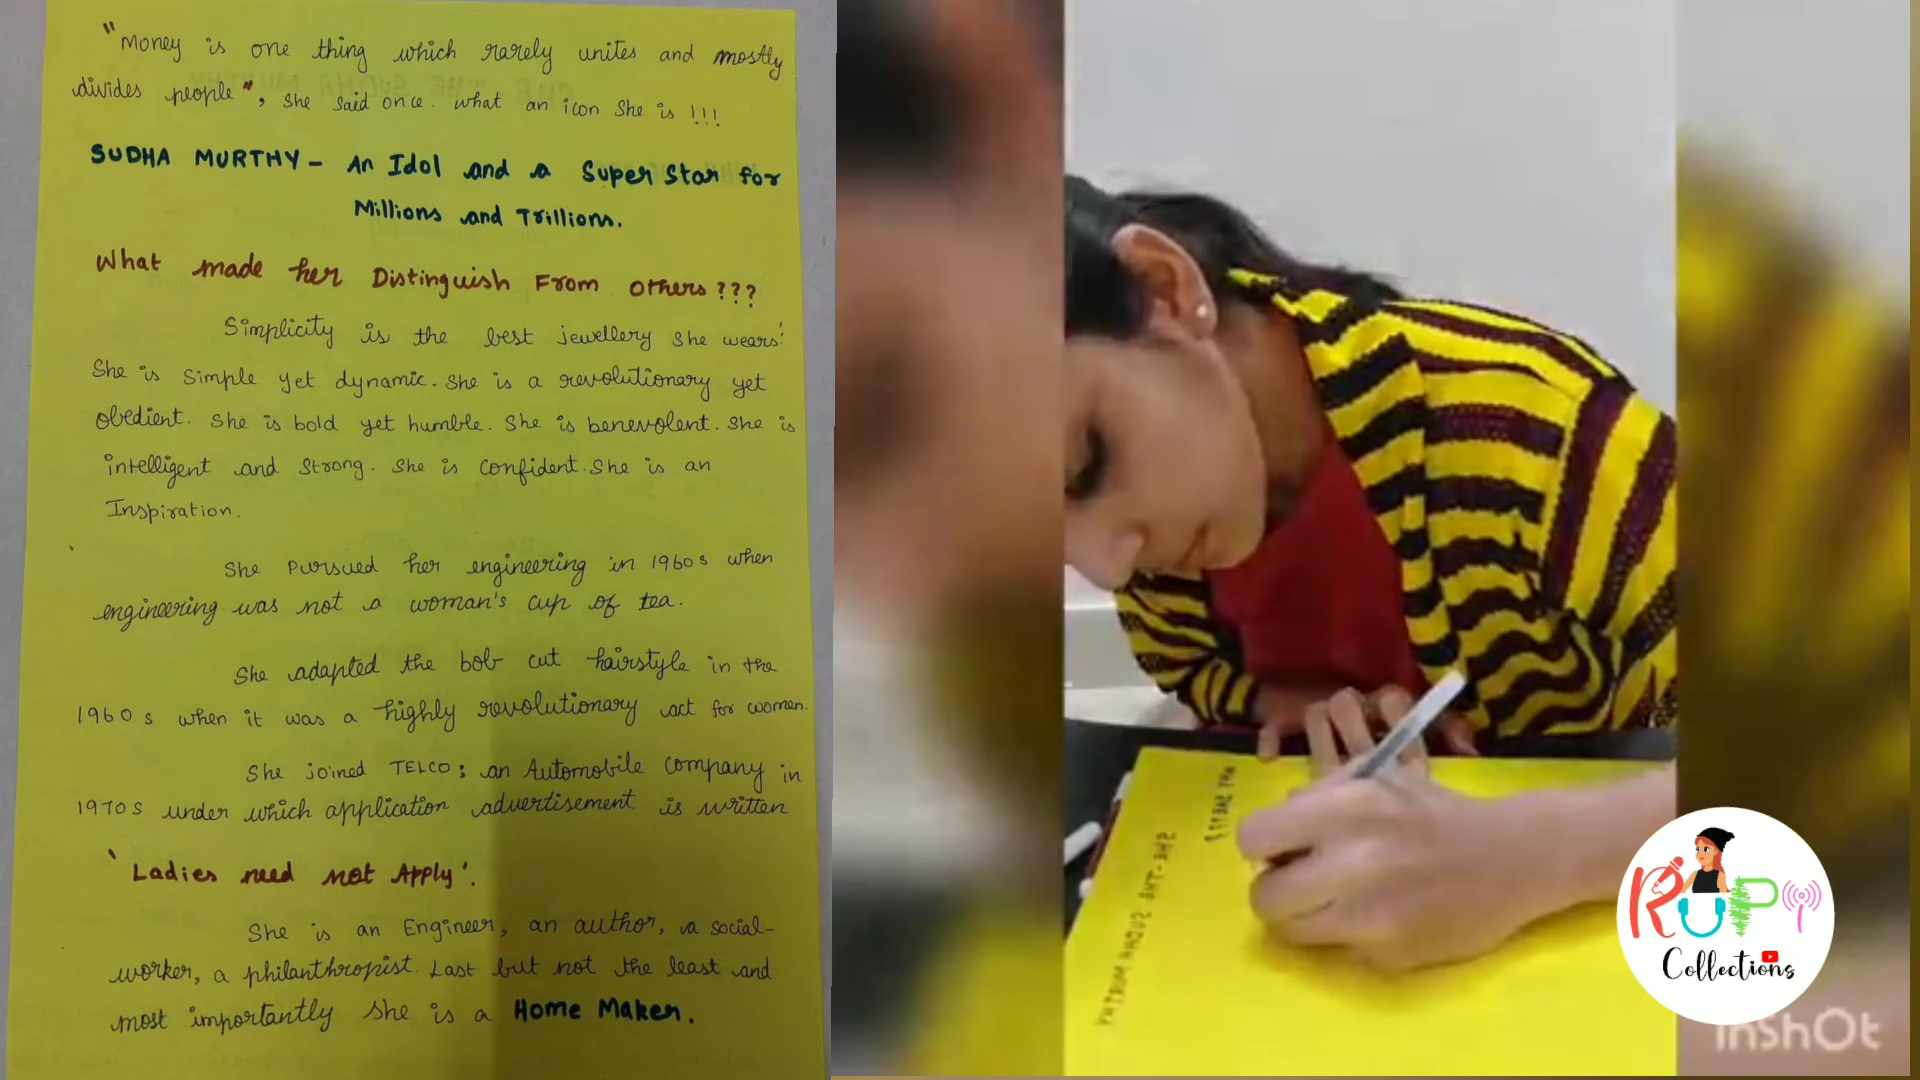 "Money is one thing which rarely unites and mostly
divides people", she said once. what an icon she is !!!
SUDHA MURTHY - An Idol and a Super Star for
Millions and Trillions.
What made her Distinguish From Others???
Simplicity is the best jewellery she wears!
She is simple yet dynamic. She is a revolutionary yet
obedient. She is bold yet humble. She is benevolent. She is
intelligent and strong. She is confident. She is an
Inspiration.
She Pursued her engineering in 1960s when
engineering was not a woman's cup of tea.
She adapted the bob cut hairstyle in the
1960s when it was a highly revolutionary act for women.
She joined TELCO; an Automobile company in
1970s under which application advertisement is written
'Ladies need not Apply'.
She is an Engineer, an author, a social-
worker, a philanthropist. Last but not the least and
most importantly she is a Home Maker.
SHE-THE SUDHA MURTHY
RUPY
Collections
InShOt